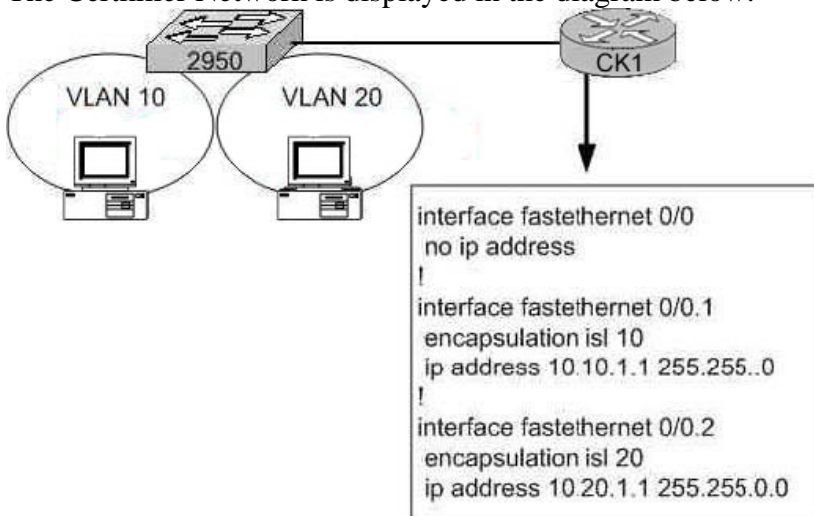 The Certkiller Network is displayed in the diagram below:
2950
CK1
VLAN 10
VLAN 20
interface fastethernet 0/0
no ip address
!
interface fastethernet 0/0.1
encapsulation isl 10
ip address 10.10.1.1 255.255..0
!
interface fastethernet 0/0.2
encapsulation isl 20
ip address 10.20.1.1 255.255.0.0